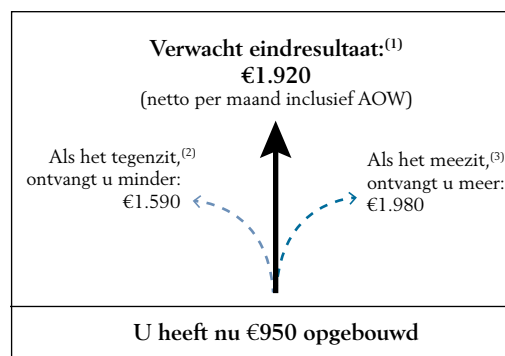 Verwacht eindresultaat:(1)
€1.920
(netto per maand inclusief AOW)
Als het tegenzit,(2)
ontvangt u minder:
€1.590
Als het meezit,(3)
ontvangt u meer:
€1.980
U heeft nu €950 opgebouwd